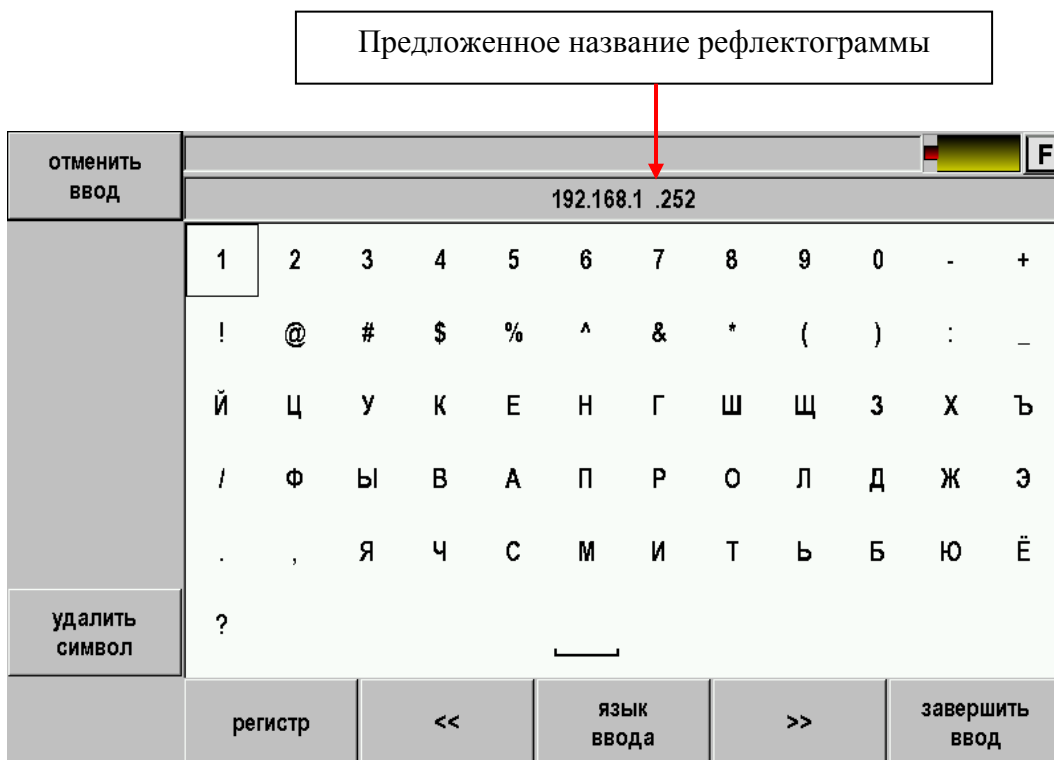 Предложенное название рефлектограммы
отменить
ввод
F
192.168.1 .252
1 2 3 4 5 6 7 8 9 0 - +
! @ # $ % ^ & * ( ) : _
Й Ц У К Е Н Г Ш Щ З Х Ъ
/ Ф Ы В А П Р О Л Д Ж Э
. , Я Ч С М И Т Ь Б Ю Ё
удалить
символ
?
регистр
<<
язык
ввода
>>
завершить
ввод